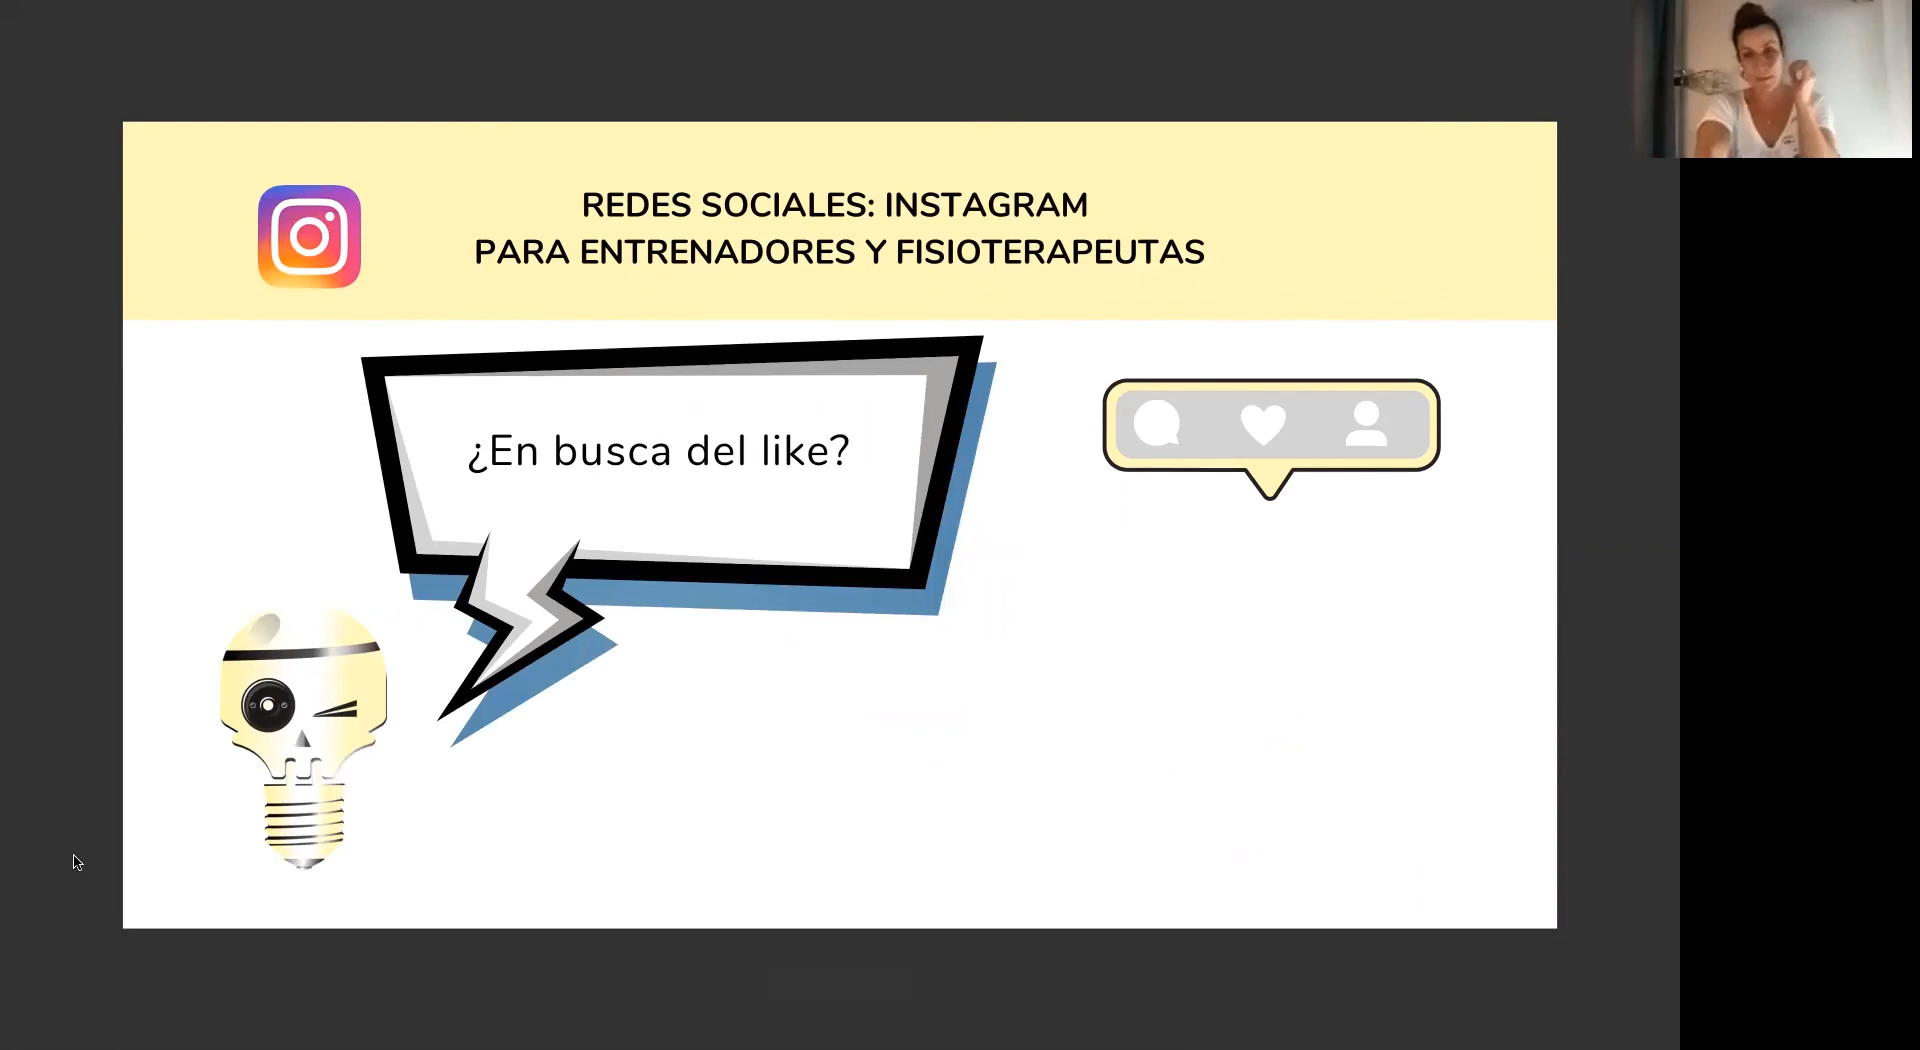 REDES SOCIALES: INSTAGRAM
PARA ENTRENADORES Y FISIOTERAPEUTAS
¿En busca del like?